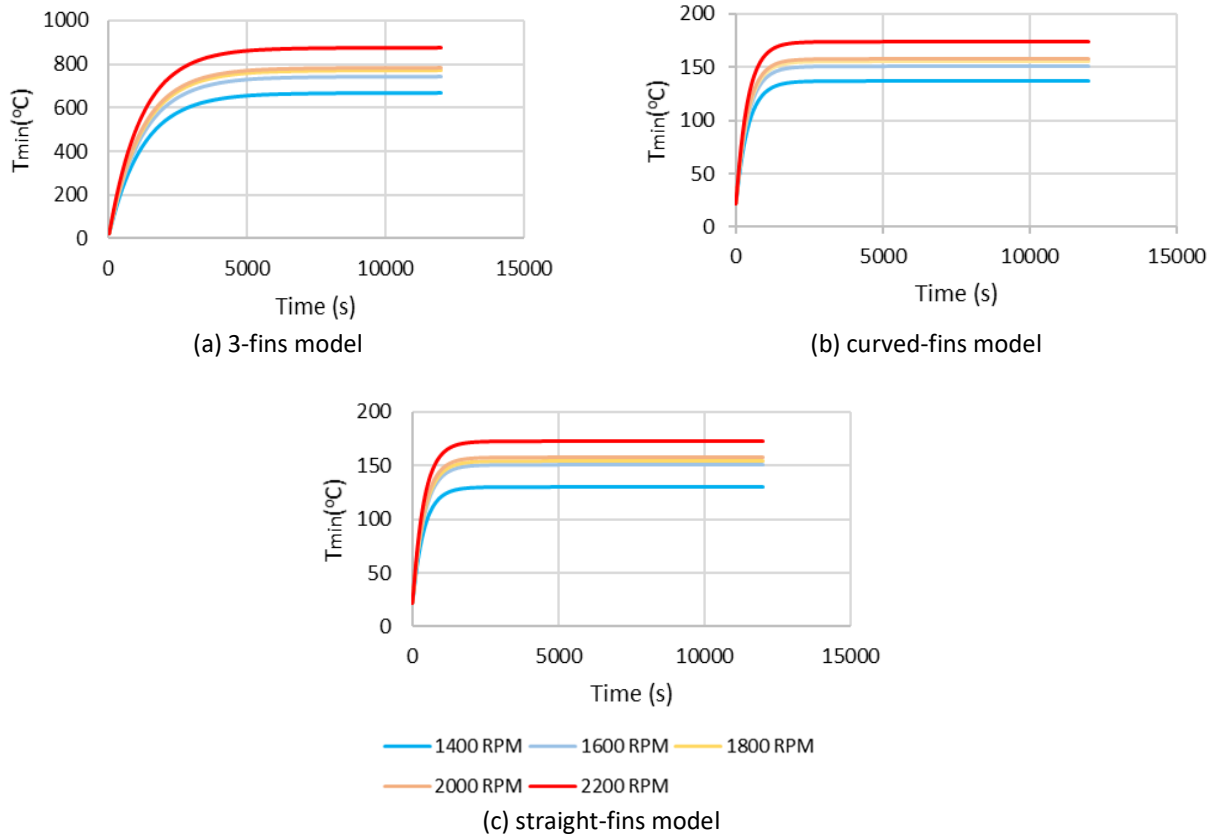 1000
800
600
400
200
0
Tmin(°C)
0 5000 10000 15000
Time (s)
(a) 3-fins model
200
150
100
50
0
Tmin(°C)
0 5000 10000 15000
Time (s)
(b) curved-fins model
200
150
100
50
0
Tmin(°C)
0 5000 10000 15000
Time (s)
1400 RPM 1600 RPM 1800 RPM
2000 RPM 2200 RPM
(c) straight-fins model